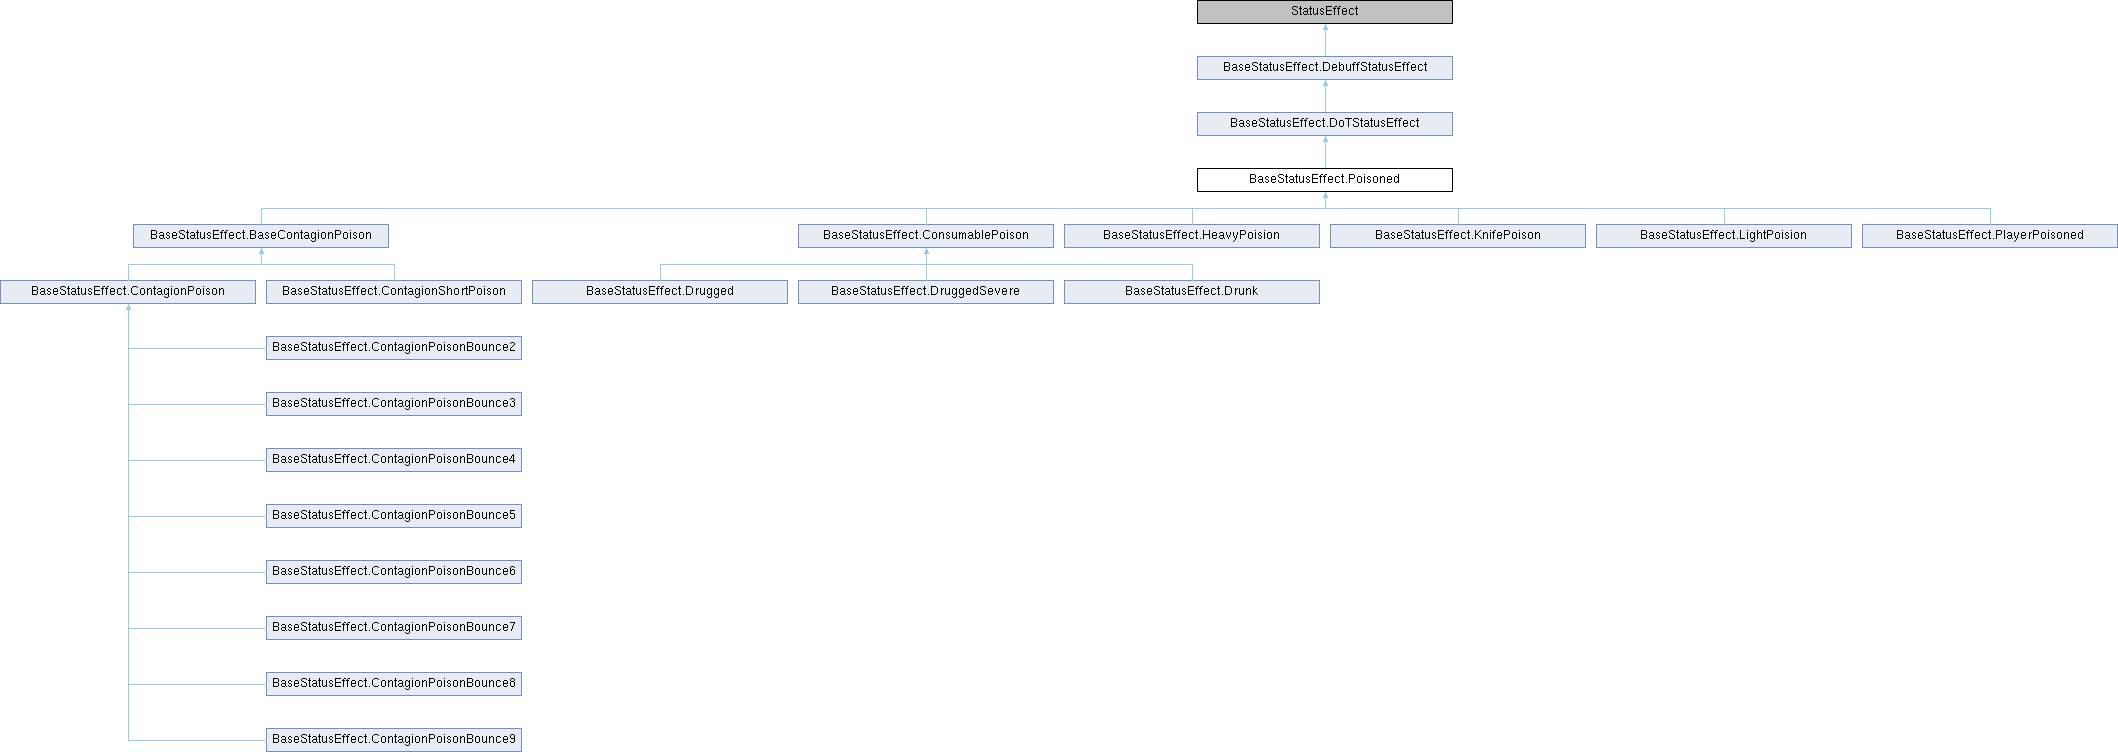 StatusEffect
BaseStatusEffect.DebuffStatusEffect
BaseStatusEffect.DoTStatusEffect
BaseStatusEffect.Poisoned
BaseStatusEffect.BaseContagionPoison
BaseStatusEffect.ConsumablePoison
BaseStatusEffect.HeavyPoision
BaseStatusEffect.KnifePoison
BaseStatusEffect.LightPoision
BaseStatusEffect.PlayerPoisoned
BaseStatusEffect.ContagionPoison
BaseStatusEffect.ContagionShortPoison
BaseStatusEffect.Drugged
BaseStatusEffect.DruggedSevere
BaseStatusEffect.Drunk
BaseStatusEffect.ContagionPoisonBounce2
BaseStatusEffect.ContagionPoisonBounce3
BaseStatusEffect.ContagionPoisonBounce4
BaseStatusEffect.ContagionPoisonBounce5
BaseStatusEffect.ContagionPoisonBounce6
BaseStatusEffect.ContagionPoisonBounce7
BaseStatusEffect.ContagionPoisonBounce8
BaseStatusEffect.ContagionPoisonBounce9